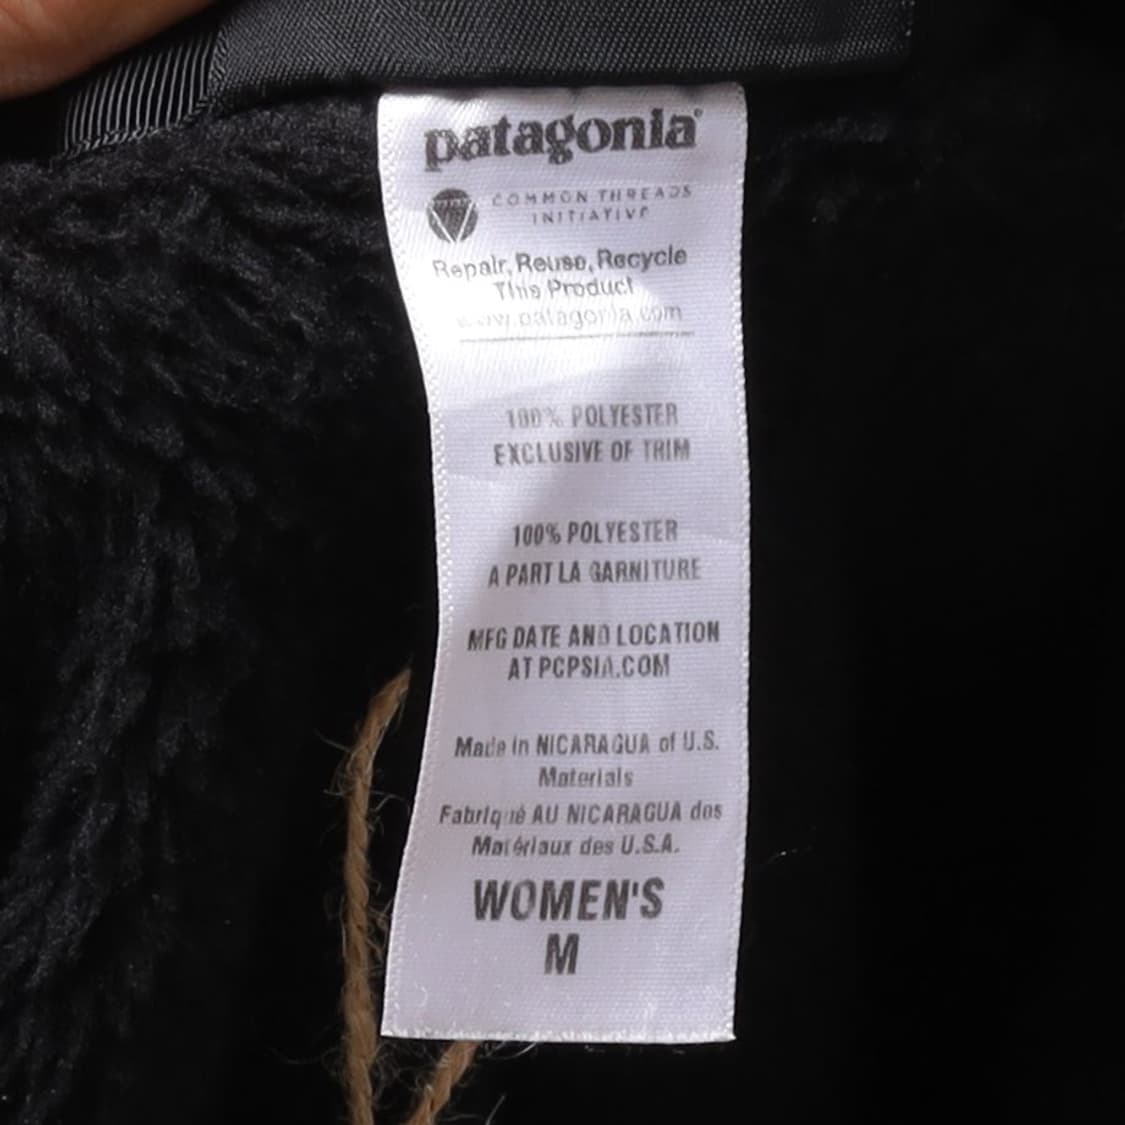 patagonia®
COMMON THREADS
INITIATIVE
Repair, Reuse, Recycle
This Product
www.patagonia.com
100% POLYESTER
EXCLUSIVE OF TRIM
100% POLYESTER
A PART LA GARNITURE
MFG DATE AND LOCATION
AT PCPSIA.COM
Made in NICARAGUA of U.S.
Materials
Fabriqué AU NICARAGUA des
Matériaux des U.S.A.
WOMEN'S
M